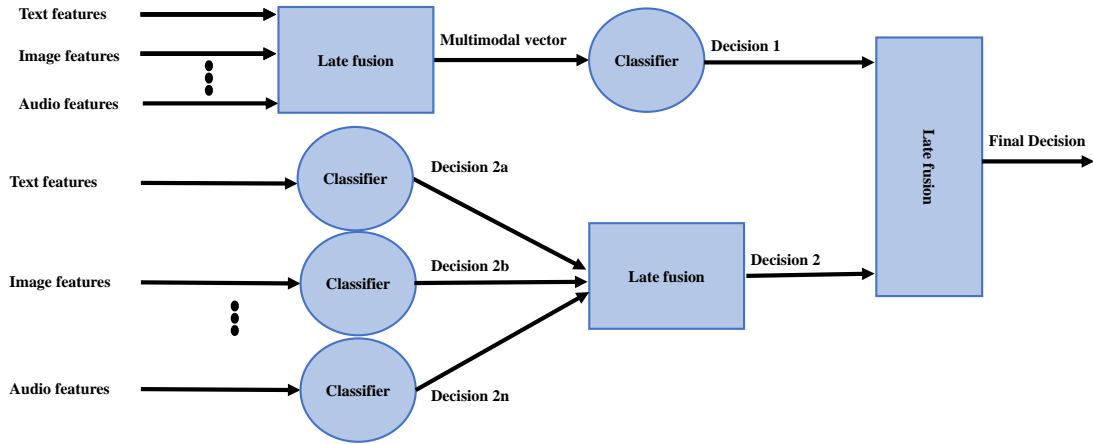 Text features
Image features
Audio features
Late fusion
Multimodal vector
Classifier
Decision 1
Late fusion
Final Decision
Text features
Classifier
Decision 2a
Image features
Classifier
Decision 2b
Late fusion
Decision 2
Audio features
Classifier
Decision 2n